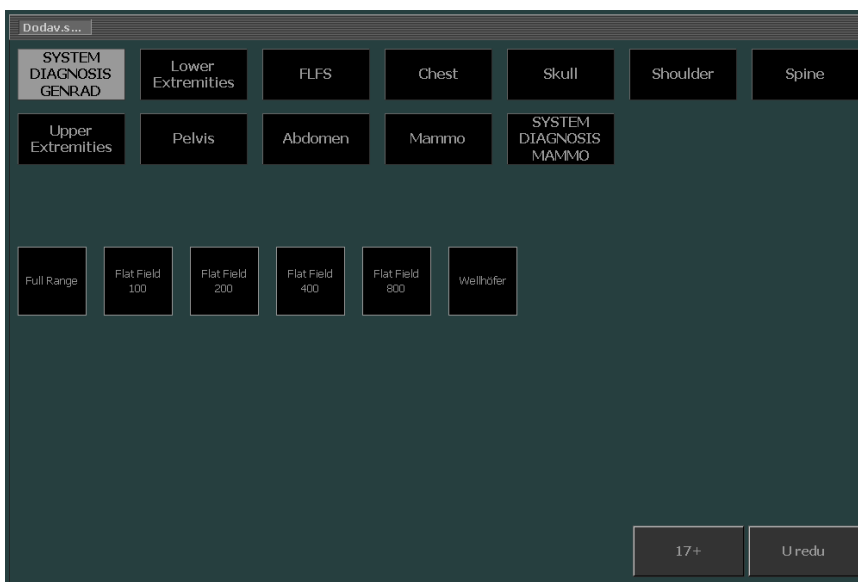 Dodav.s...
SYSTEM
DIAGNOSIS
GENRAD
Lower
Extremities
FLFS
Chest
Skull
Shoulder
Spine
Upper
Extremities
Pelvis
Abdomen
Mammo
SYSTEM
DIAGNOSIS
MAMMO
Full Range
Flat Field
100
Flat Field
200
Flat Field
400
Flat Field
800
Wellhöfer
17+
U redu